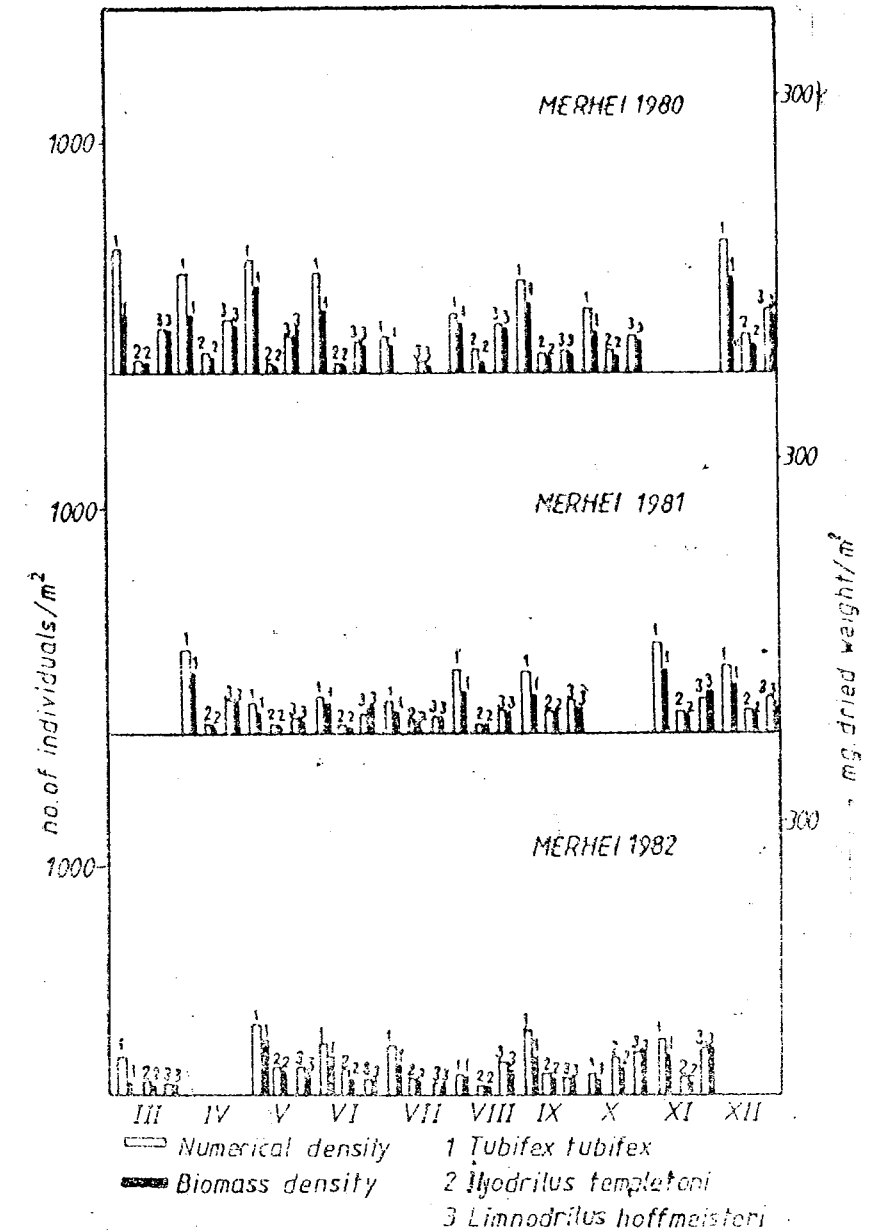 MERHEI 1980
300
1000
300
MERHEI 1981
1000
no. of individuals/m²
mg. dried weight/m²
300
MERHEI 1982
1000
III IV V VI VII VIII IX X XI XII
Numerical density 1 Tubifex tubifex
Biomass density 2 Ilyodrilus templetoni
3 Limnodrilus hoffmeisteri